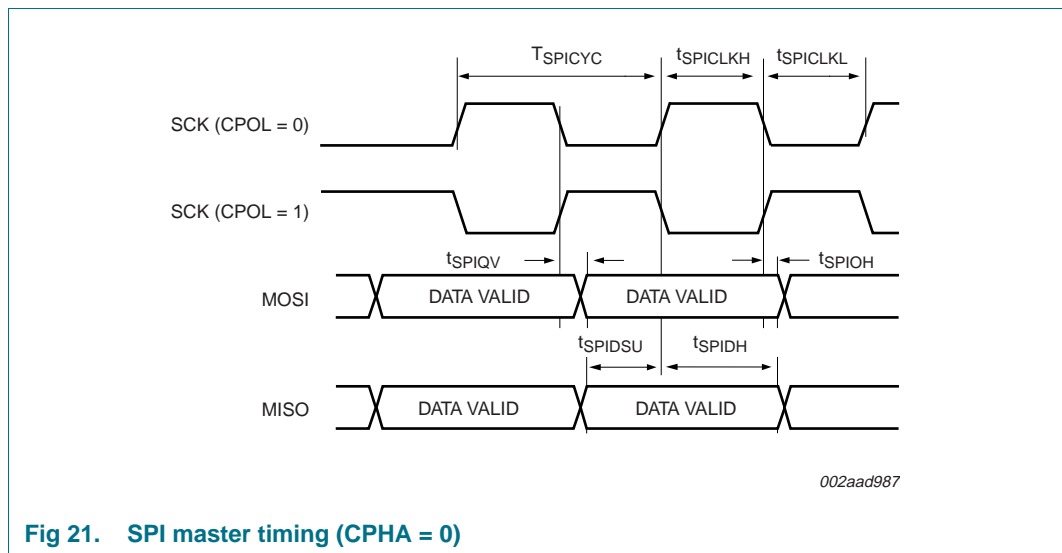 TSPICYC tSPICLKH tSPICLKL
SCK (CPOL = 0)
SCK (CPOL = 1)
tSPIQV tSPIOH
MOSI DATA VALID DATA VALID
tSPIDSU tSPIDH
MISO DATA VALID DATA VALID
002aad987
Fig 21. SPI master timing (CPHA = 0)